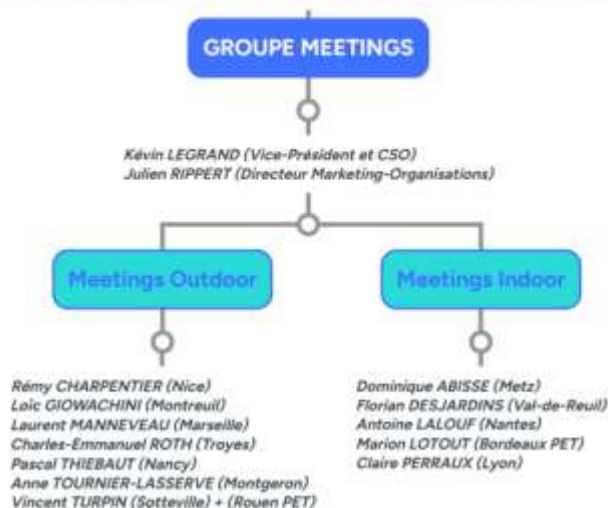 GROUPE MEETINGS
Kévin LEGRAND (Vice-Président et CSO)
Julien RIPPERT (Directeur Marketing-Organisations)
Meetings Outdoor
Meetings Indoor
Rémy CHARPENTIER (Nice)
Loïc GIOWACHINI (Montreuil)
Laurent MANNEVEAU (Marseille)
Charles-Emmanuel ROTH (Troyes)
Pascal THIEBAUT (Nancy)
Anne TOURNIER-LASSERVE (Montgeron)
Vincent TURPIN (Sotteville) + (Rouen PET)
Dominique ABISSE (Metz)
Florian DESJARDINS (Val-de-Reuil)
Antoine LALOUF (Nantes)
Marion LOTOUT (Bordeaux PET)
Claire PERRAUX (Lyon)